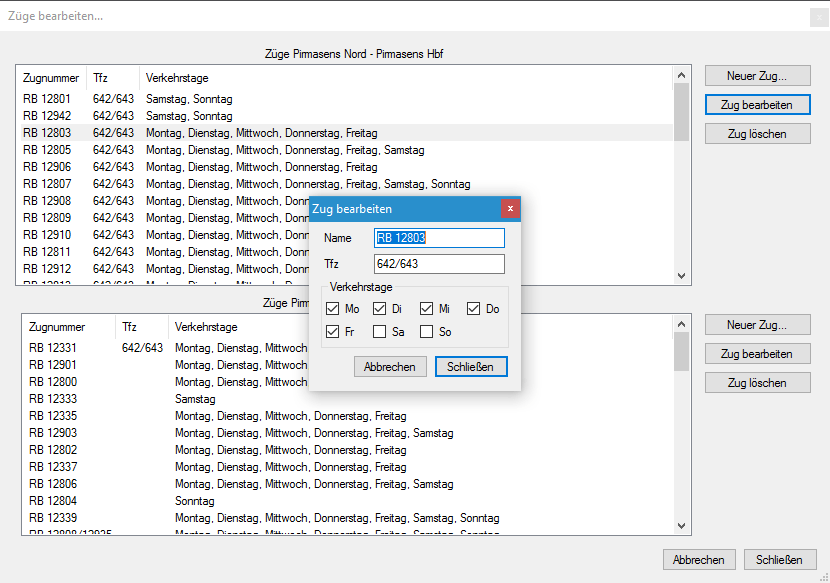 Züge bearbeiten...
Züge Pirmasens Nord - Pirmasens Hbf
Zugnummer Tfz Verkehrstage
RB 12801 642/643 Samstag, Sonntag
RB 12942 642/643 Samstag, Sonntag
RB 12803 642/643 Montag, Dienstag, Mittwoch, Donnerstag, Freitag
RB 12805 642/643 Montag, Dienstag, Mittwoch, Donnerstag, Freitag, Samstag
RB 12906 642/643 Montag, Dienstag, Mittwoch, Donnerstag, Freitag
RB 12807 642/643 Montag, Dienstag, Mittwoch, Donnerstag, Freitag, Samstag, Sonntag
RB 12908 642/643 Montag, Dienstag, Mittwoch, Donn
RB 12809 642/643 Montag, Dienstag, Mittwoch, Donn
RB 12910 642/643 Montag, Dienstag, Mittwoch, Donn
RB 12811 642/643 Montag, Dienstag, Mittwoch, Donn
RB 12912 642/643 Montag, Dienstag, Mittwoch, Donn
Neuer Zug...
Zug bearbeiten
Zug löschen
Zug bearbeiten
Name RB 12803
Tfz 642/643
Verkehrstage
Mo Di Mi Do
Fr Sa So
Abbrechen Schließen
Züge Pirm
Zugnummer Tfz Verkehrstage
RB 12331 642/643 Montag, Dienstag, Mittwoch
RB 12901 Montag, Dienstag, Mittwoch
RB 12800 Montag, Dienstag, Mittwoch
RB 12333 Samstag
RB 12335 Montag, Dienstag, Mittwoch, Donnerstag, Freitag
RB 12903 Montag, Dienstag, Mittwoch, Donnerstag, Freitag, Samstag
RB 12802 Montag, Dienstag, Mittwoch, Donnerstag, Freitag
RB 12337 Montag, Dienstag, Mittwoch, Donnerstag, Freitag
RB 12806 Montag, Dienstag, Mittwoch, Donnerstag, Freitag, Samstag
RB 12804 Sonntag
RB 12339 Montag, Dienstag, Mittwoch, Donnerstag, Freitag, Samstag, Sonntag
Neuer Zug...
Zug bearbeiten
Zug löschen
Abbrechen Schließen